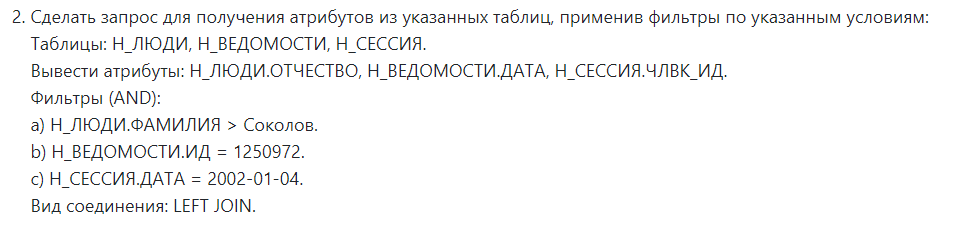 2. Сделать запрос для получения атрибутов из указанных таблиц, применив фильтры по указанным условиям:
Таблицы: Н_ЛЮДИ, Н_ВЕДОМОСТИ, Н_СЕССИЯ.
Вывести атрибуты: Н_ЛЮДИ.ОТЧЕСТВО, Н_ВЕДОМОСТИ.ДАТА, Н_СЕССИЯ.ЧЛВК_ИД.
Фильтры (AND):
a) Н_ЛЮДИ.ФАМИЛИЯ > Соколов.
b) Н_ВЕДОМОСТИ.ИД = 1250972.
c) Н_СЕССИЯ.ДАТА = 2002-01-04.
Вид соединения: LEFT JOIN.